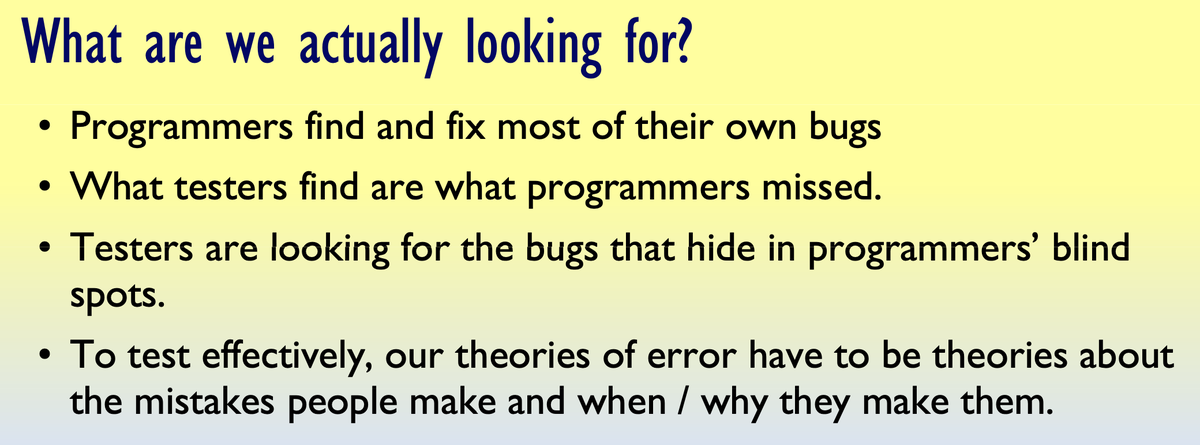 What are we actually looking for?
• Programmers find and fix most of their own bugs
• What testers find are what programmers missed.
• Testers are looking for the bugs that hide in programmers’ blind
spots.
• To test effectively, our theories of error have to be theories about
the mistakes people make and when / why they make them.